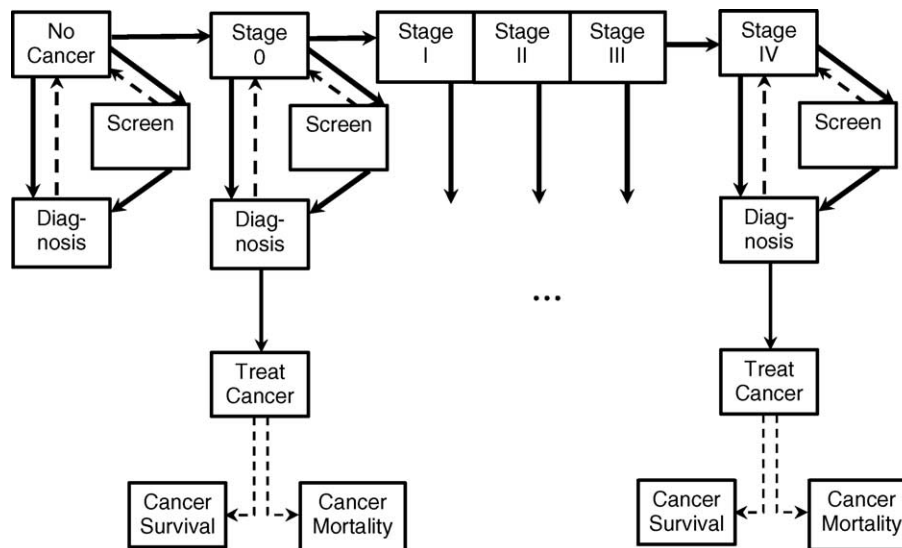 No
Cancer
Stage
0
Stage
I
Stage
II
Stage
III
Stage
IV
Screen
Screen
Screen
Diag-
nosis
Diag-
nosis
Diag-
nosis
...
Treat
Cancer
Treat
Cancer
Cancer
Survival
Cancer
Mortality
Cancer
Survival
Cancer
Mortality